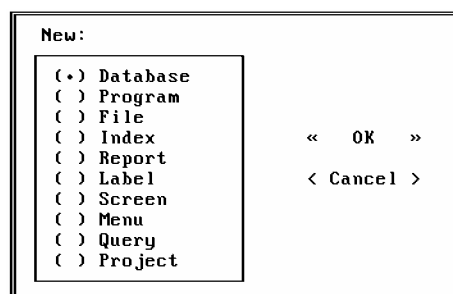 New:
(•) Database
( ) Program
( ) File
( ) Index
( ) Report
( ) Label
( ) Screen
( ) Menu
( ) Query
( ) Project
« OK »
< Cancel >